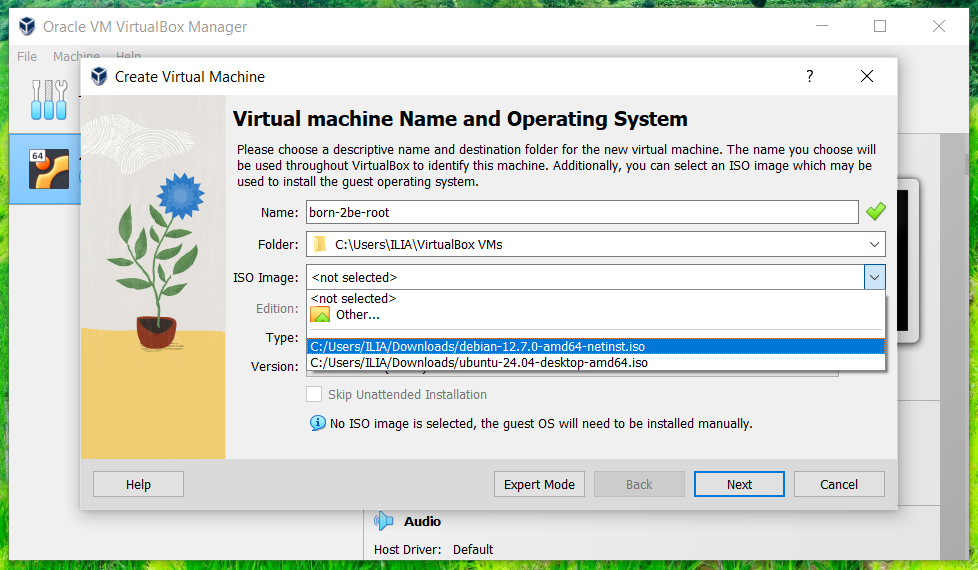 Oracle VM VirtualBox Manager
File Machine Help
Create Virtual Machine
?
64
Virtual machine Name and Operating System
Please choose a descriptive name and destination folder for the new virtual machine. The name you choose will
be used throughout VirtualBox to identify this machine. Additionally, you can select an ISO image which may be
used to install the guest operating system.
Name: born-2be-root
Folder: C:\Users\ILIA\VirtualBox VMs
ISO Image: <not selected>
<not selected>
Edition:
Other...
Type:
C:/Users/ILIA/Downloads/debian-12.7.0-amd64-netinst.iso
Version: C:/Users/ILIA/Downloads/ubuntu-24.04-desktop-amd64.iso
Skip Unattended Installation
No ISO image is selected, the guest OS will need to be installed manually.
Help Expert Mode Back Next Cancel
Audio
Host Driver: Default